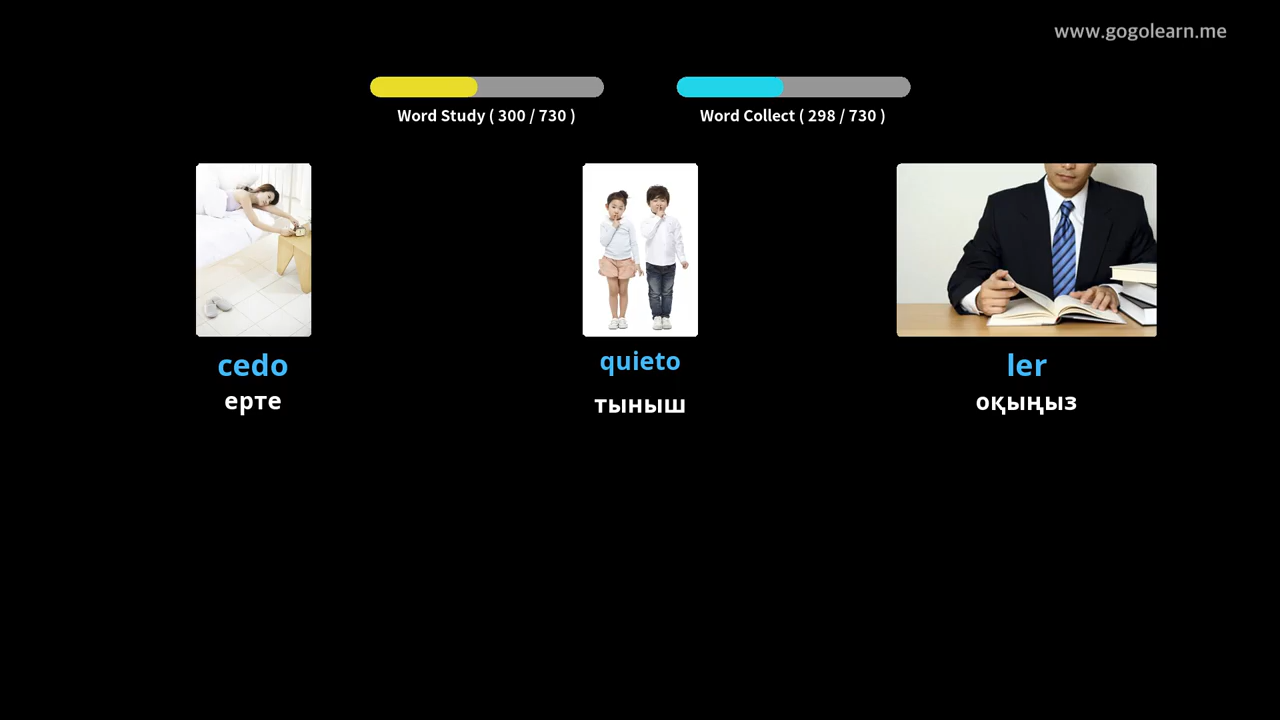 www.gogolearn.me
Word Study ( 300 / 730 )
Word Collect ( 298 / 730 )
cedo
ерте
quieto
тыныш
ler
оқыңыз